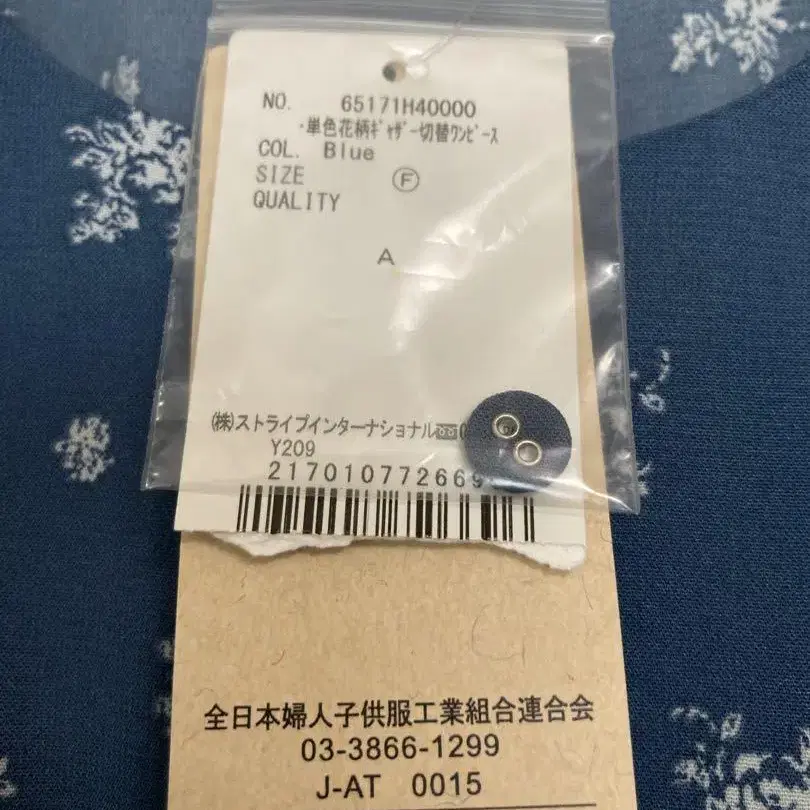 NO. 65171H40000
・単色花柄ｷﾞｬｻﾞｰ切替ﾜﾝﾋﾟｰｽ
COL. Blue
SIZE Ⓕ
QUALITY
A
(株)ストライプインターナショナル
Y209
217010772669
全日本婦人子供服工業組合連合会
03-3866-1299
J-AT 0015